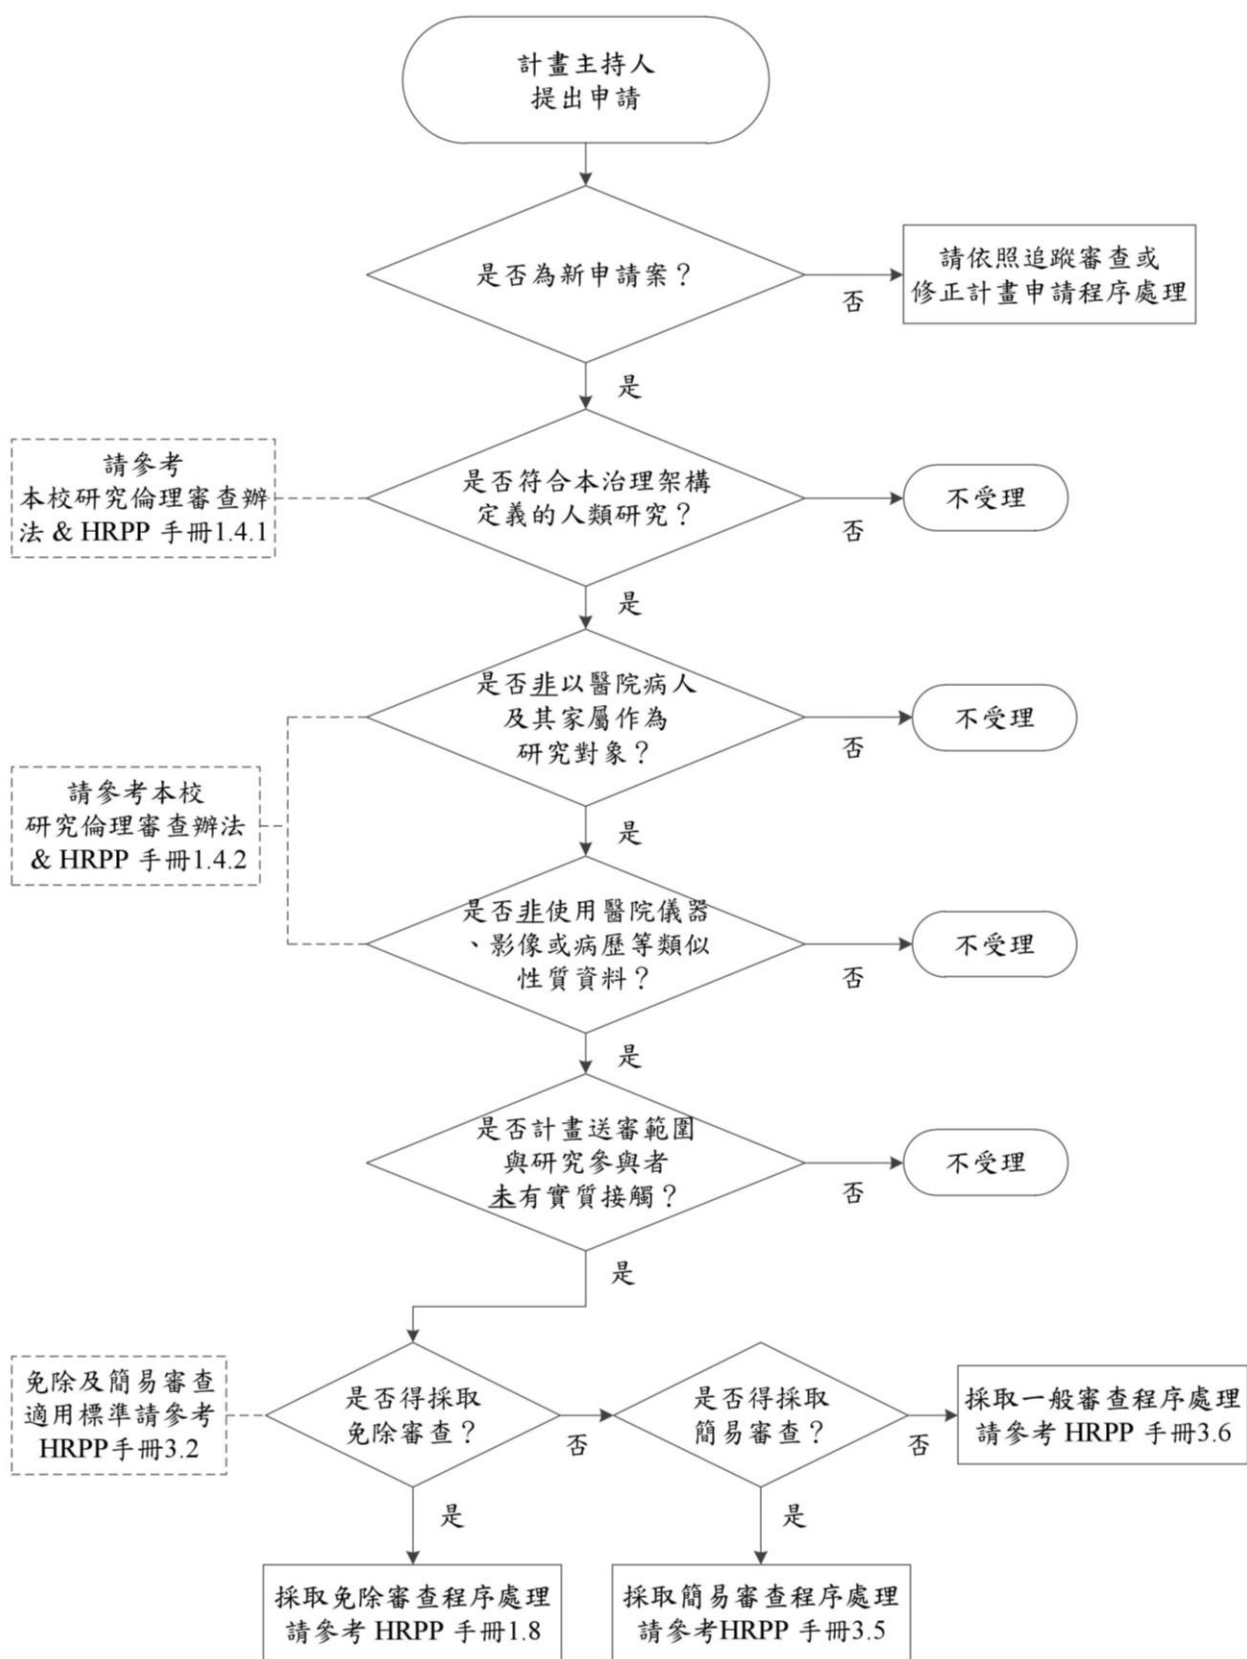 計畫主持人
提出申請
是否為新申請案？
否
請依照追蹤審查或
修正計畫申請程序處理
是
請參考
本校研究倫理審查辦
法 & HRPP 手冊1.4.1
是否符合本治理架構
定義的人類研究？
否
不受理
是
是否非以醫院病人
及其家屬作為
研究對象？
否
不受理
請參考本校
研究倫理審查辦法
& HRPP 手冊1.4.2
是
是否非使用醫院儀器
、影像或病歷等類似
性質資料？
否
不受理
是
是否計畫送審範圍
與研究參與者
未有實質接觸？
否
不受理
是
免除及簡易審查
適用標準請參考
HRPP手冊3.2
是否得採取
免除審查？
否
是否得採取
簡易審查？
否
採取一般審查程序處理
請參考 HRPP 手冊3.6
是
是
採取免除審查程序處理
請參考 HRPP 手冊1.8
採取簡易審查程序處理
請參考HRPP 手冊3.5